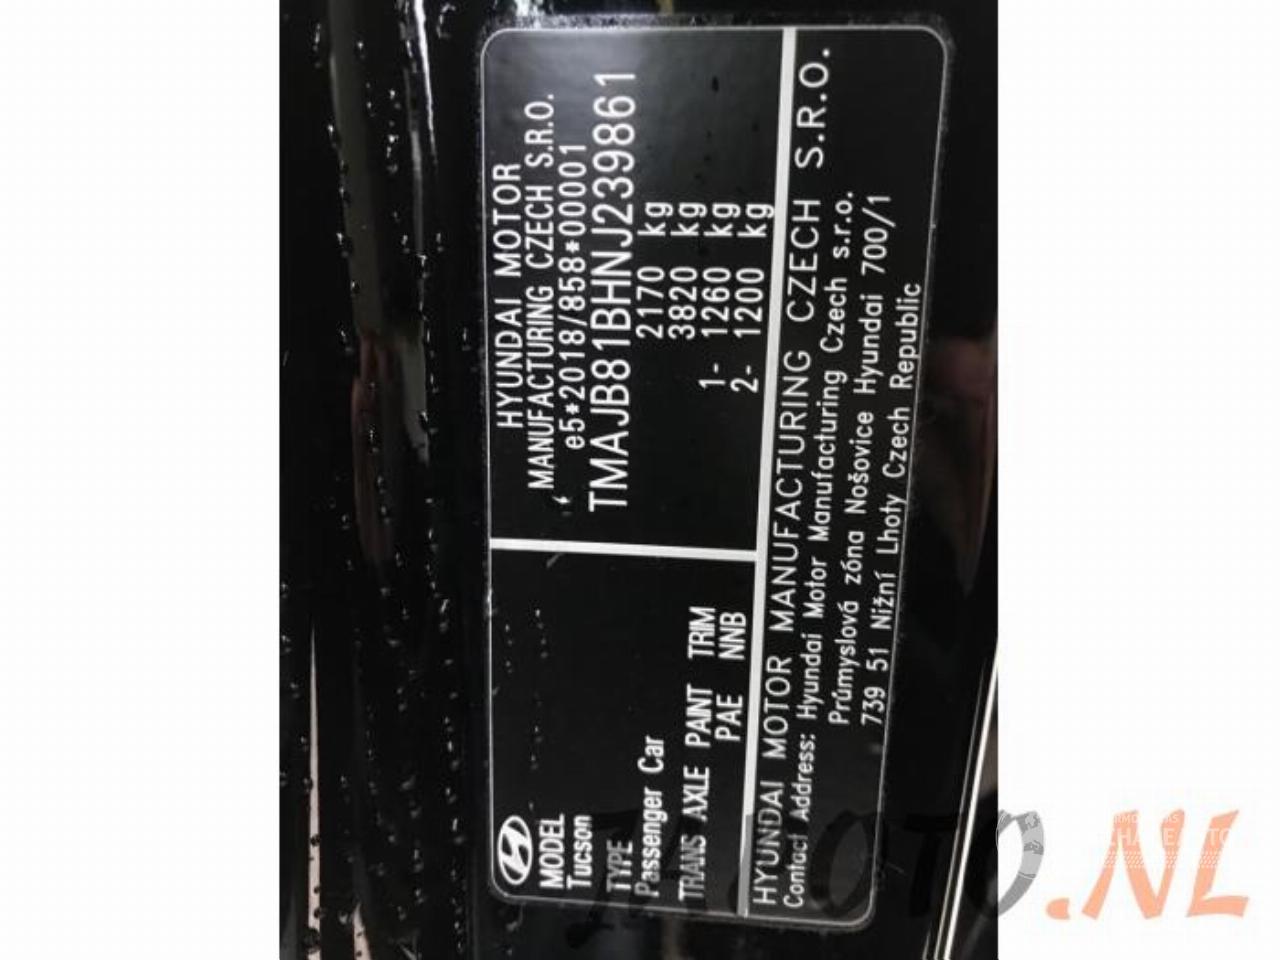 MODEL
Tucson
TYPE
Passenger Car
TRANS AXLE PAINT TRIM
PAE NNB
HYUNDAI MOTOR
MANUFACTURING CZECH S.R.O.
e5*2018/858*00001
TMAJB81BHNJ239861
2170 kg
3820 kg
1- 1260 kg
2- 1200 kg
HYUNDAI MOTOR MANUFACTURING CZECH S.R.O.
Contact Address: Hyundai Motor Manufacturing Czech s.r.o.
Průmyslová zóna Nošovice Hyundai 700/1
739 51 Nižní Lhoty Czech Republic
.NL